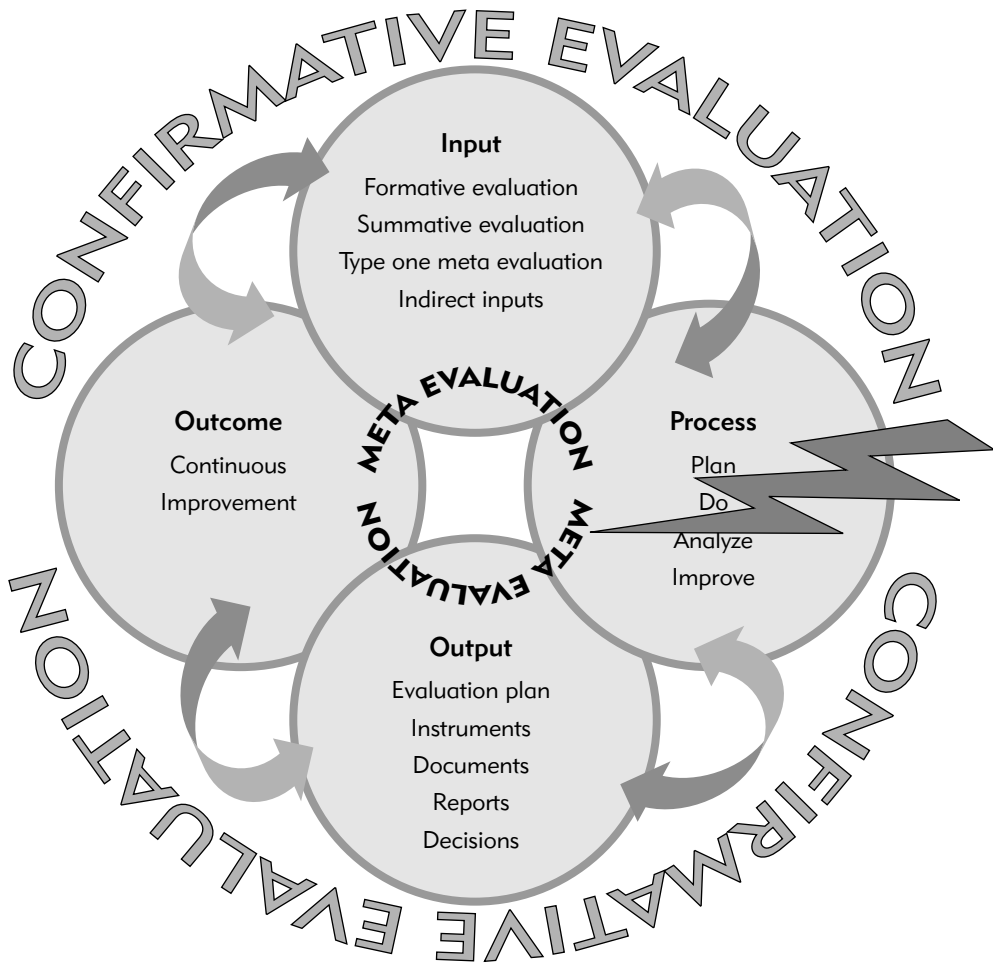 CONFIRMATIVE EVALUATION
Input
Formative evaluation
Summative evaluation
Type one meta evaluation
Indirect inputs
META EVALUATION
Outcome
Continuous
Improvement
Process
Plan
Do
Analyze
Improve
META EVALUATION
Output
Evaluation plan
Instruments
Documents
Reports
Decisions
CONFIRMATIVE EVALUATION